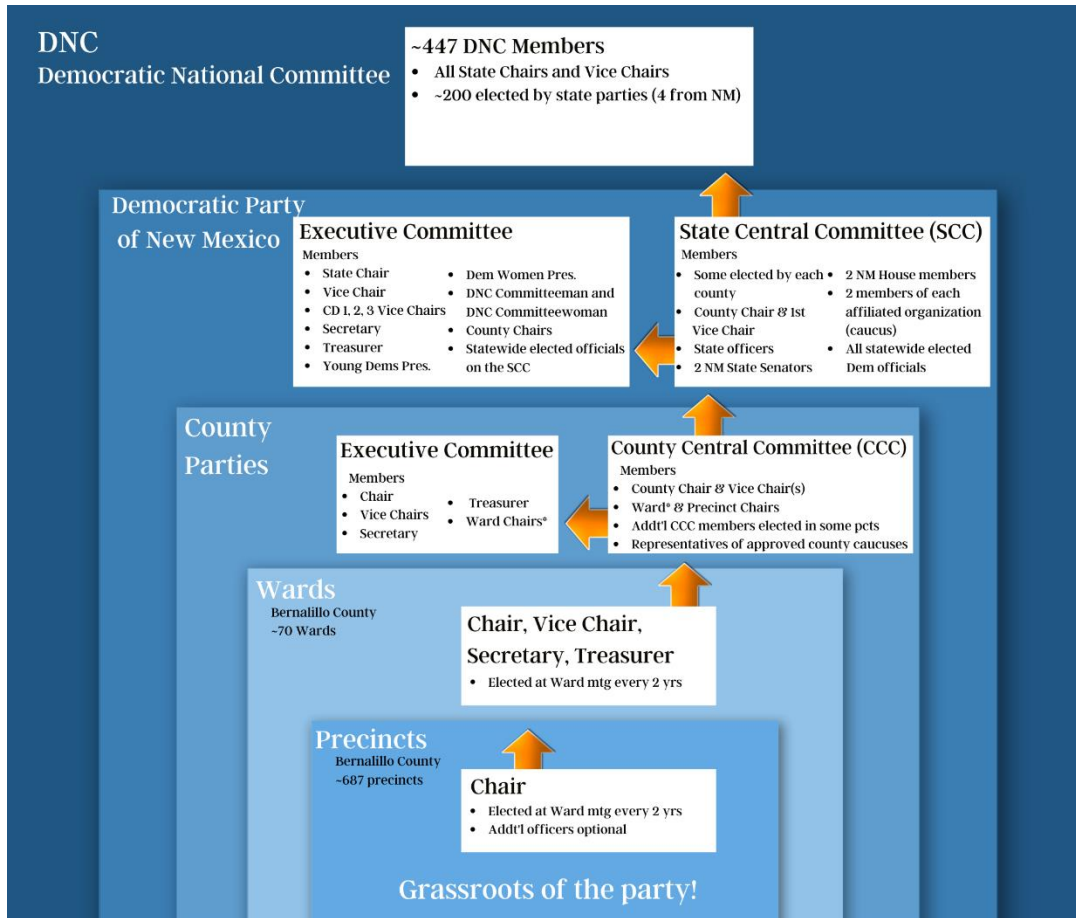 DNC
Democratic National Committee
~447 DNC Members
• All State Chairs and Vice Chairs
• ~200 elected by state parties (4 from NM)
Democratic Party
of New Mexico
Executive Committee
Members
• State Chair
• Vice Chair
• CD 1, 2, 3 Vice Chairs
• Secretary
• Treasurer
• Young Dems Pres.
• Dem Women Pres.
• DNC Committeeman and
DNC Committeewoman
• County Chairs
• Statewide elected officials
on the SCC
State Central Committee (SCC)
Members
• Some elected by each
county
• County Chair & 1st
Vice Chair
• State officers
• 2 NM State Senators
• 2 NM House members
• 2 members of each
affiliated organization
(caucus)
• All statewide elected
Dem officials
County
Parties
Executive Committee
Members
• Chair
• Vice Chairs
• Secretary
• Treasurer
• Ward Chairs*
County Central Committee (CCC)
Members
• County Chair & Vice Chair(s)
• Ward* & Precinct Chairs
• Addt'l CCC members elected in some pcts
• Representatives of approved county caucuses
Wards
Bernalillo County
~70 Wards
Chair, Vice Chair,
Secretary, Treasurer
• Elected at Ward mtg every 2 yrs
Precincts
Bernalillo County
~687 precincts
Chair
• Elected at Ward mtg every 2 yrs
• Addt'l officers optional
Grassroots of the party!